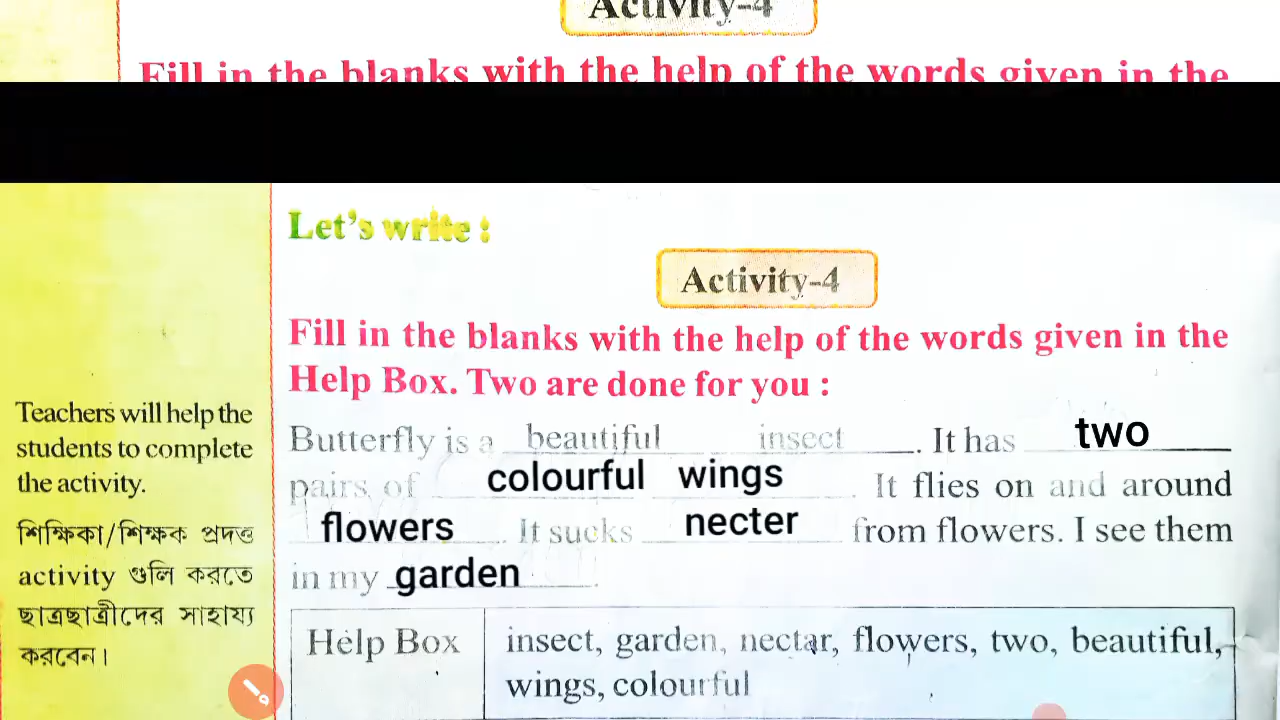 Activity-4
Fill in the blanks with the help of the words given in the
Let's write :
Activity-4
Fill in the blanks with the help of the words given in the
Help Box. Two are done for you :
Butterfly is a beautiful insect. It has two
pairs of colourful wings. It flies on and around
flowers. It sucks necter from flowers. I see them
in my garden.
Help Box
insect, garden, nectar, flowers, two, beautiful,
wings, colourful
Teachers will help the
students to complete
the activity.
শিক্ষিকা/শিক্ষক প্রদত্ত
activity গুলি করতে
ছাত্রছাত্রীদের সাহায্য
করবেন।